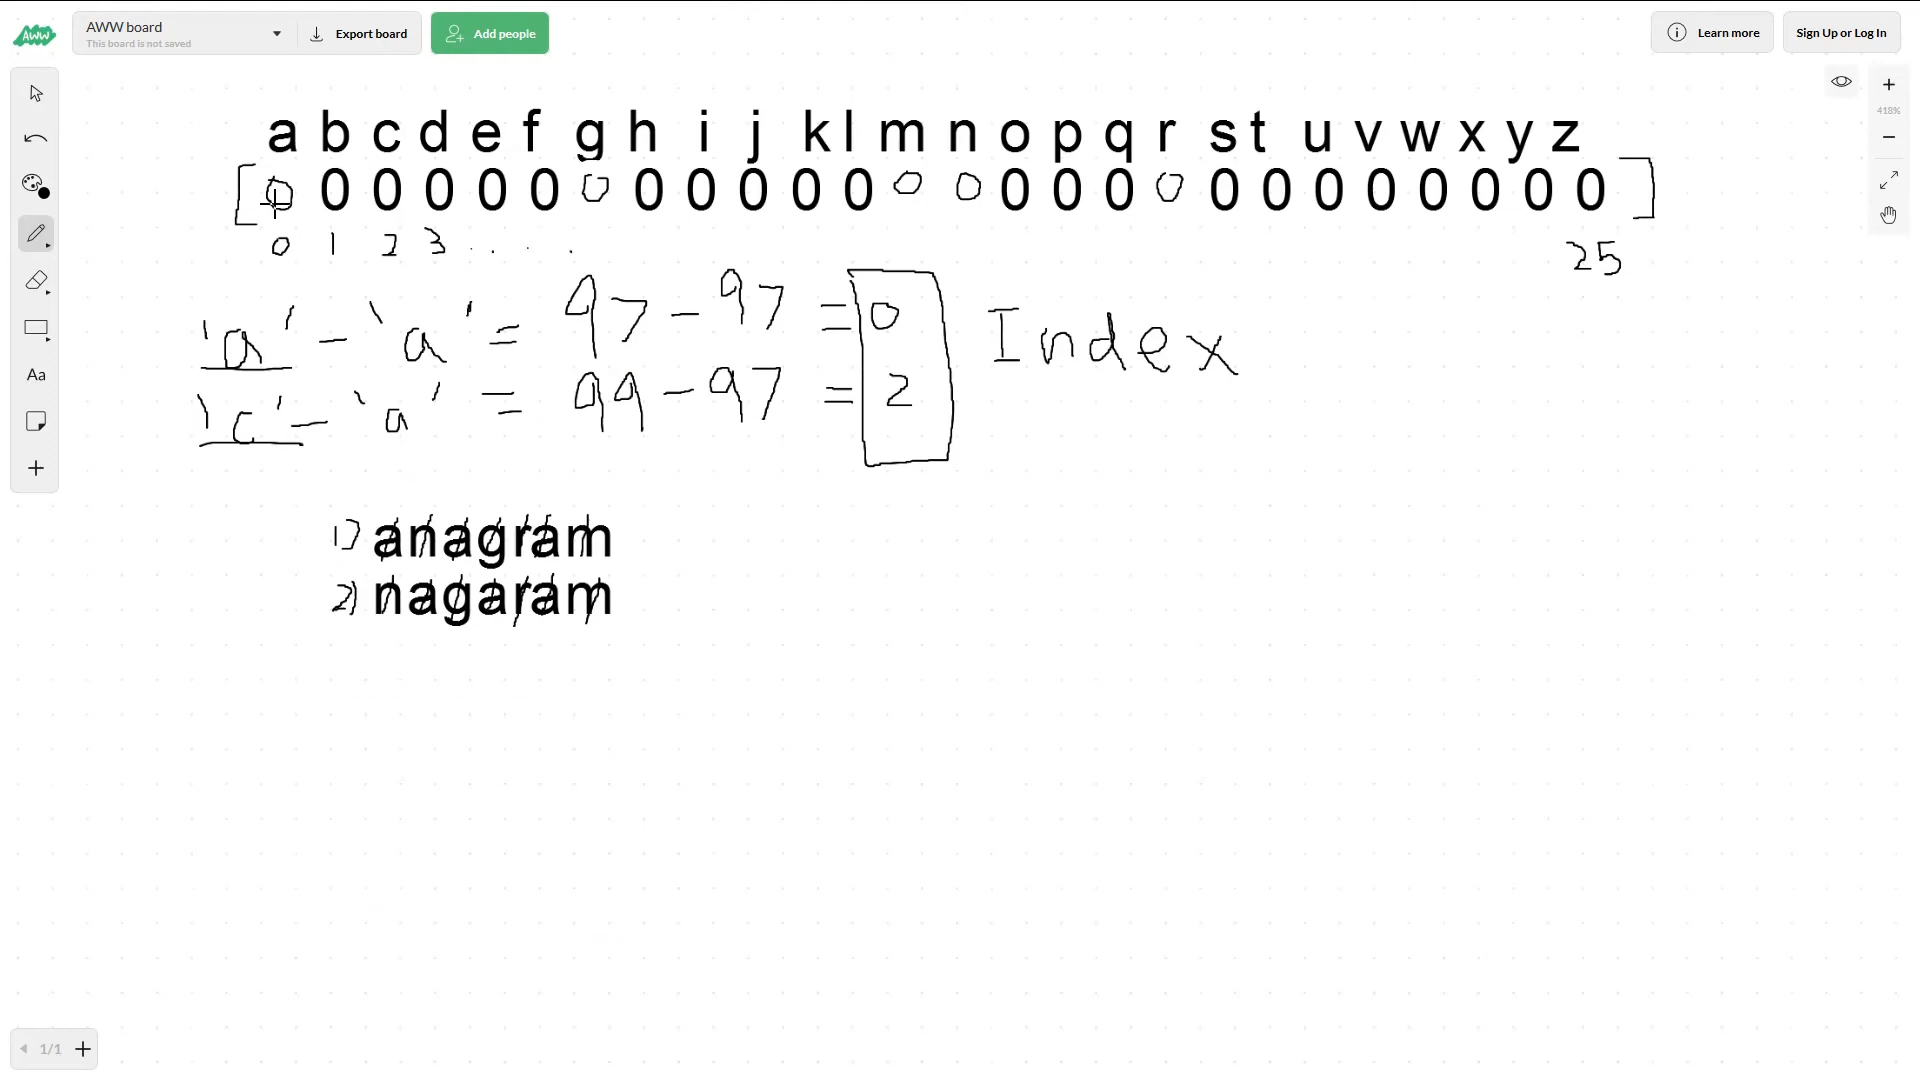 AWW
AWW board
This board is not saved
Export board
Add people
Learn more
Sign Up or Log In
418%
a b c d e f g h i j k l m n o p q r s t u v w x y z
[0 0 0 0 0 0 0 0 0 0 0 0 0 0 0 0 0 0 0 0 0 0 0 0 0 0]
0 1 2 3 . . . . 25
'a' - 'a' = 97 - 97 = 0 Index
'c' - 'a' = 99 - 97 = 2
Aa
1) anagram
2) nagaram
1/1